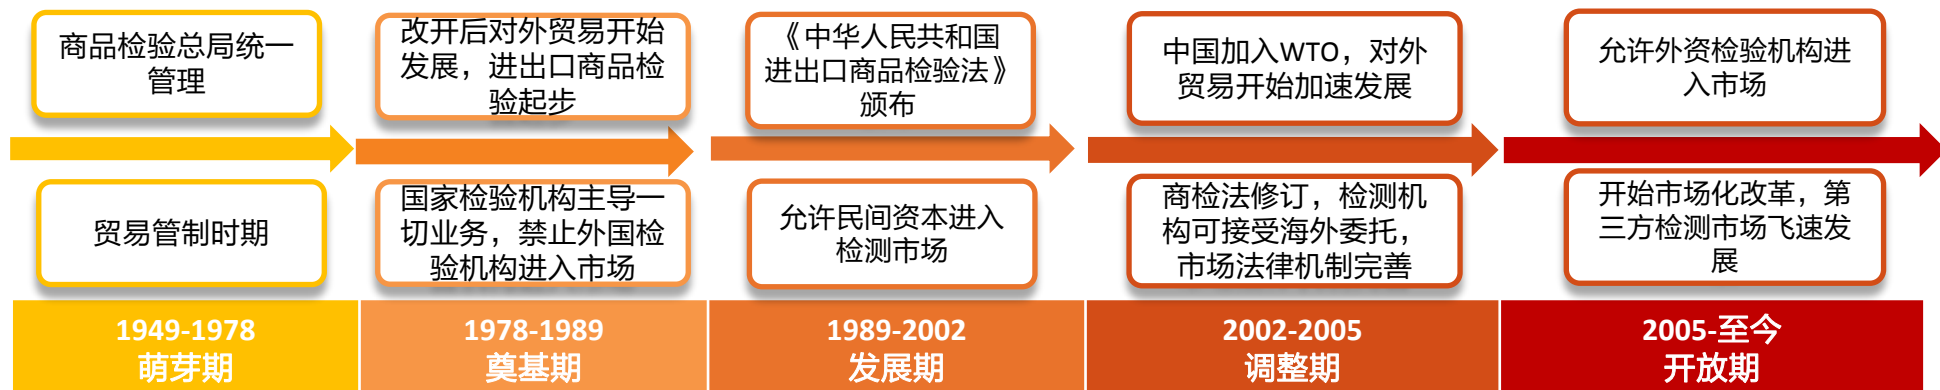 商品检验总局统一
管理
改开后对外贸易开始
发展，进出口商品检
验起步
《中华人民共和国
进出口商品检验法》
颁布
中国加入WTO，对外
贸易开始加速发展
允许外资检验机构进
入市场
贸易管制时期
国家检验机构主导一
切业务，禁止外国检
验机构进入市场
允许民间资本进入
检测市场
商检法修订，检测机
构可接受海外委托，
市场法律机制完善
开始市场化改革，第
三方检测市场飞速发
展
1949-1978
萌芽期
1978-1989
奠基期
1989-2002
发展期
2002-2005
调整期
2005-至今
开放期